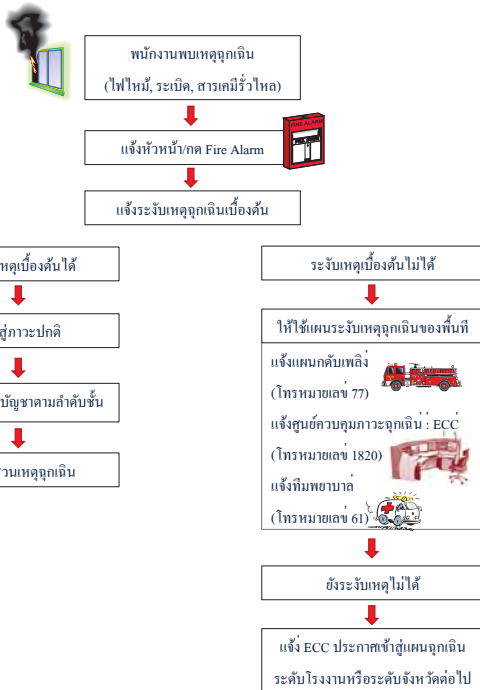 พนักงานพบเหตุฉุกเฉิน
(ไฟไหม้, ระเบิด, สารเคมีรั่วไหล)
FIRE ALARM
แจ้งหัวหน้า/กด Fire Alarm
แจ้งระงับเหตุฉุกเฉินเบื้องต้น
เหตุเบื้องต้นได้
สู่ภาวะปกติ
บัญชาตามลำดับชั้น
วนเหตุฉุกเฉิน
ระงับเหตุเบื้องต้นไม่ได้
ให้ใช้แผนระงับเหตุฉุกเฉินของพื้นที่
แจ้งแผนกดับเพลิง
(โทรหมายเลข 77)
แจ้งศูนย์ควบคุมภาวะฉุกเฉิน : ECC
(โทรหมายเลข 1820)
แจ้งทีมพยาบาล
(โทรหมายเลข 61)
ยังระงับเหตุไม่ได้
แจ้ง ECC ประกาศเข้าสู่แผนฉุกเฉิน
ระดับโรงงานหรือระดับจังหวัดต่อไป